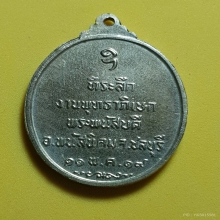 ที่ระลึก
งานพุทธาภิเษก
พระพนัสบดี
อ.พนัสนิคม จ.ชลบุรี
๑๑ พ.ค. ๑๗